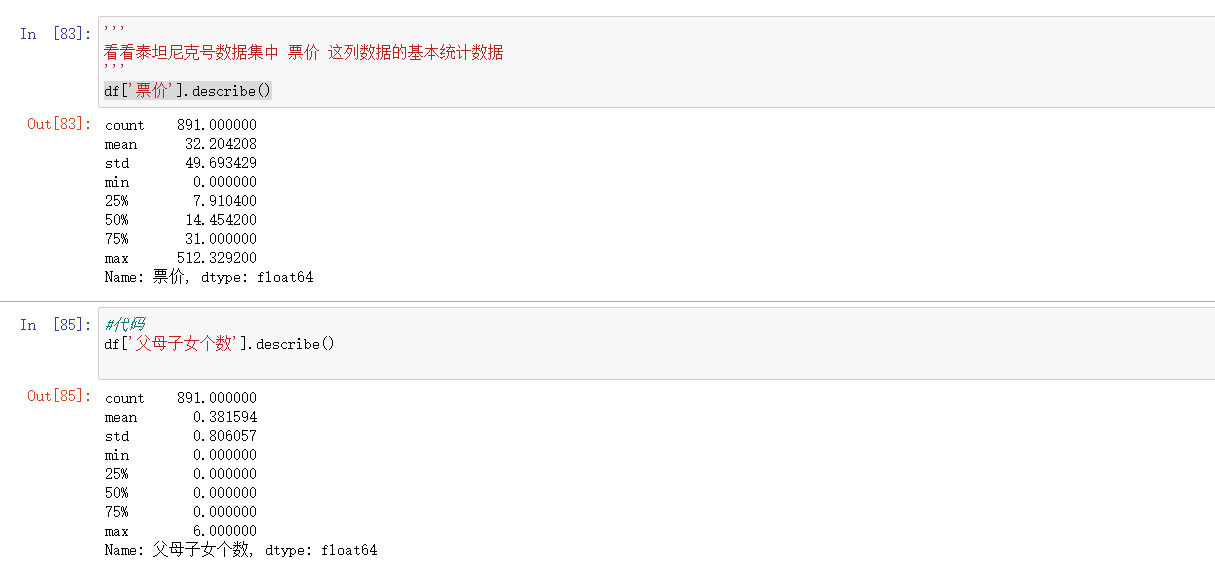 In [83]:
'''
看看泰坦尼克号数据集中 票价 这列数据的基本统计数据
'''
df['票价'].describe()
Out[83]:
count    891.000000
mean      32.204208
std       49.693429
min        0.000000
25%        7.910400
50%       14.454200
75%       31.000000
max      512.329200
Name: 票价, dtype: float64
In [85]:
#代码
df['父母子女个数'].describe()
Out[85]:
count    891.000000
mean       0.381594
std        0.806057
min        0.000000
25%        0.000000
50%        0.000000
75%        0.000000
max        6.000000
Name: 父母子女个数, dtype: float64